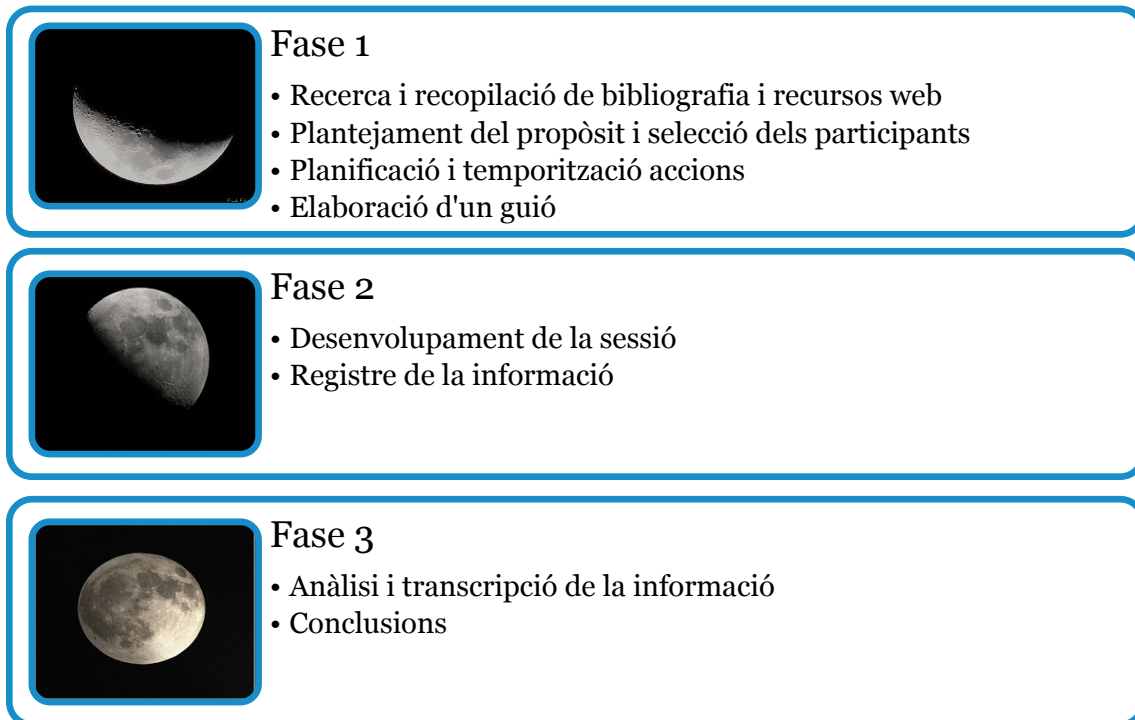 Fase 1
• Recerca i recopilació de bibliografia i recursos web
• Plantejament del propòsit i selecció dels participants
• Planificació i temporització accions
• Elaboració d'un guió
Fase 2
• Desenvolupament de la sessió
• Registre de la informació
Fase 3
• Anàlisi i transcripció de la informació
• Conclusions